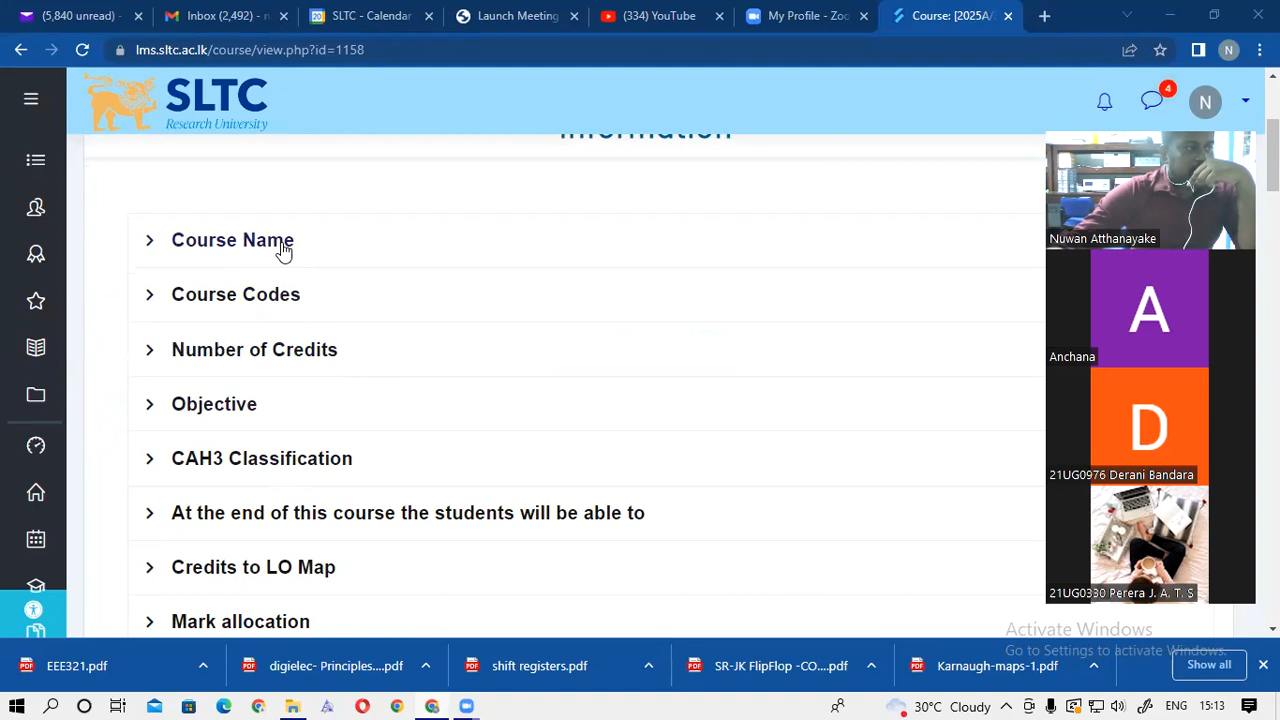 (5,840 unread) -
Inbox (2,492) - n
SLTC - Calendar
Launch Meeting
(334) YouTube
My Profile - Zoo
Course: [2025A/
lms.sltc.ac.lk/course/view.php?id=1158
N
SLTC
Research University
4
N
Information
Course Name
Course Codes
Number of Credits
Objective
CAH3 Classification
At the end of this course the students will be able to
Credits to LO Map
Mark allocation
Nuwan Atthanayake
A
Anchana
D
21UG0976 Derani Bandara
21UG0330 Perera J. A. T. S
Activate Windows
Go to Settings to activate Windows.
EEE321.pdf
digielec- Principles....pdf
shift registers.pdf
SR-JK FlipFlop -CO....pdf
Karnaugh-maps-1.pdf
Show all
30°C Cloudy
ENG
15:13